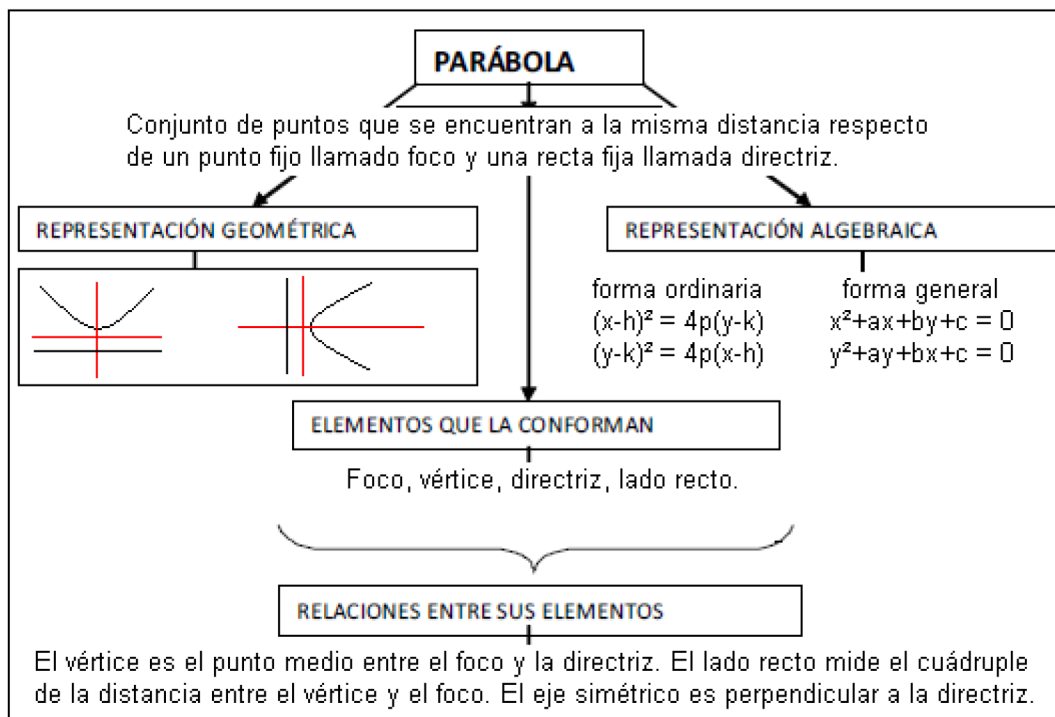 PARÁBOLA
Conjunto de puntos que se encuentran a la misma distancia respecto
de un punto fijo llamado foco y una recta fija llamada directriz.
REPRESENTACIÓN GEOMÉTRICA
REPRESENTACIÓN ALGEBRAICA
forma ordinaria
(x-h)² = 4p(y-k)
(y-k)² = 4p(x-h)
forma general
x²+ax+by+c = 0
y²+ay+bx+c = 0
ELEMENTOS QUE LA CONFORMAN
Foco, vértice, directriz, lado recto.
RELACIONES ENTRE SUS ELEMENTOS
El vértice es el punto medio entre el foco y la directriz. El lado recto mide el cuádruple
de la distancia entre el vértice y el foco. El eje simétrico es perpendicular a la directriz.